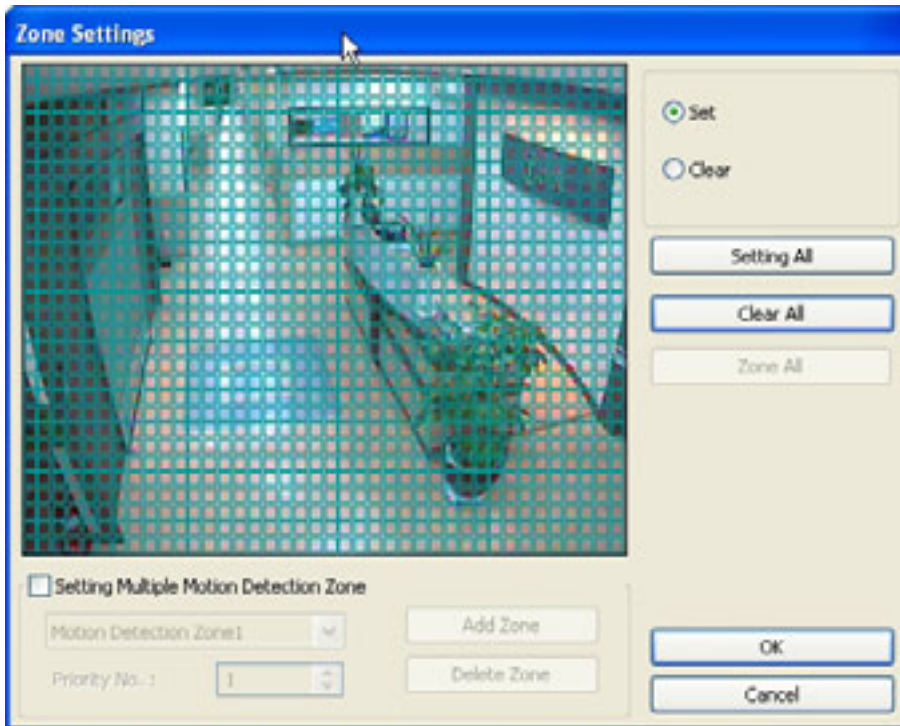 Zone Settings
Set
Clear
Setting All
Clear All
Zone All
Setting Multiple Motion Detection Zone
Motion Detection Zone1
Add Zone
Priority No. :
1
Delete Zone
OK
Cancel